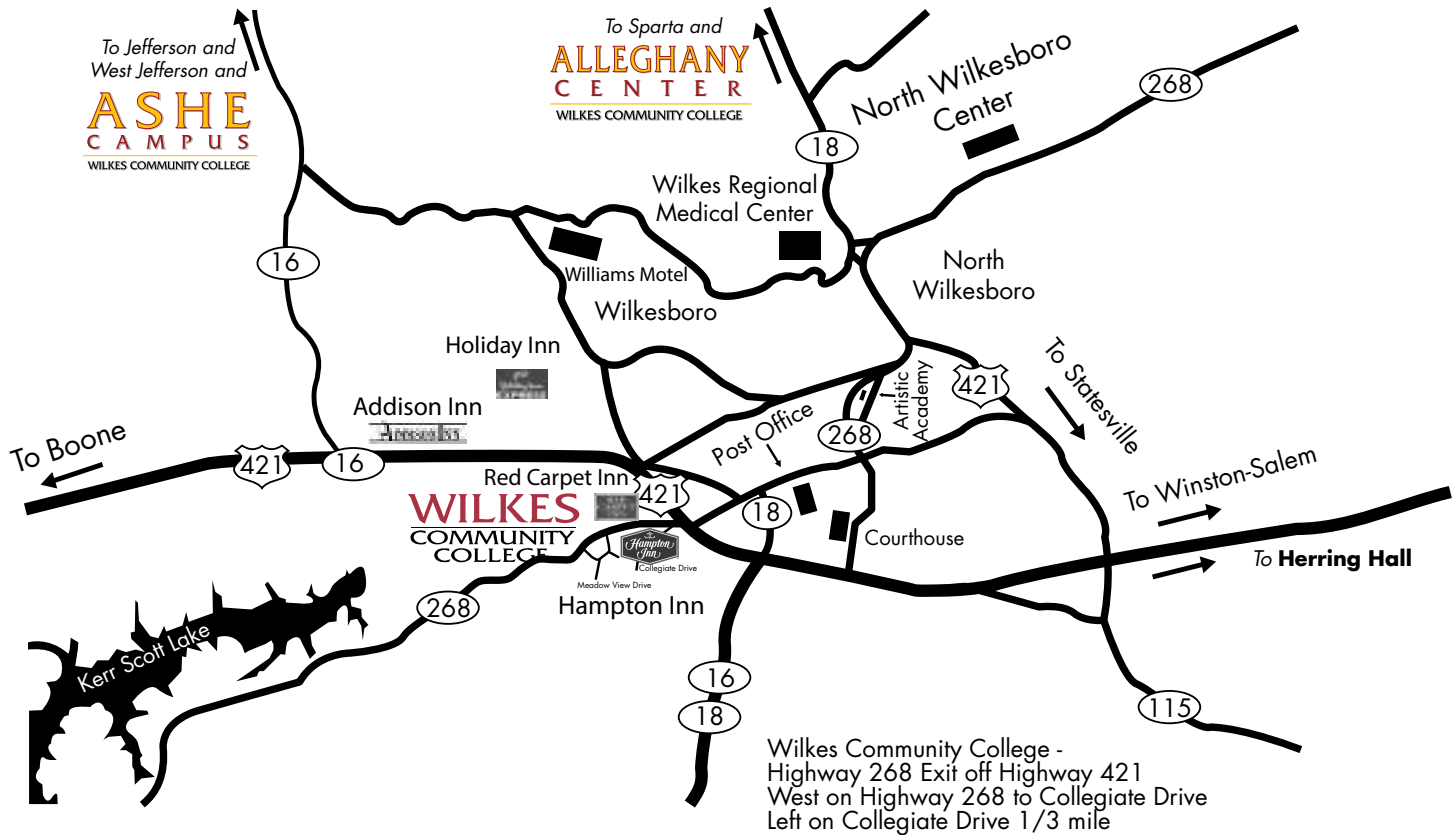 To Jefferson and
West Jefferson and
ASHE
CAMPUS
WILKES COMMUNITY COLLEGE
To Sparta and
ALLEGHANY
CENTER
WILKES COMMUNITY COLLEGE
North Wilkesboro
Center
268
18
Wilkes Regional
Medical Center
16
Williams Motel
Wilkesboro
North
Wilkesboro
Holiday Inn
EXPRESS
To Statesville
421
Artistic
Academy
Addison Inn
Addison Inn
Post Office
268
To Boone
421
16
Red Carpet Inn
421
WILKES
COMMUNITY
COLLEGE
18
To Winston-Salem
Courthouse
Hampton
Inn
Collegiate Drive
Meadow View Drive
Hampton Inn
To Herring Hall
268
Kerr Scott Lake
16
18
115
Wilkes Community College -
Highway 268 Exit off Highway 421
West on Highway 268 to Collegiate Drive
Left on Collegiate Drive 1/3 mile